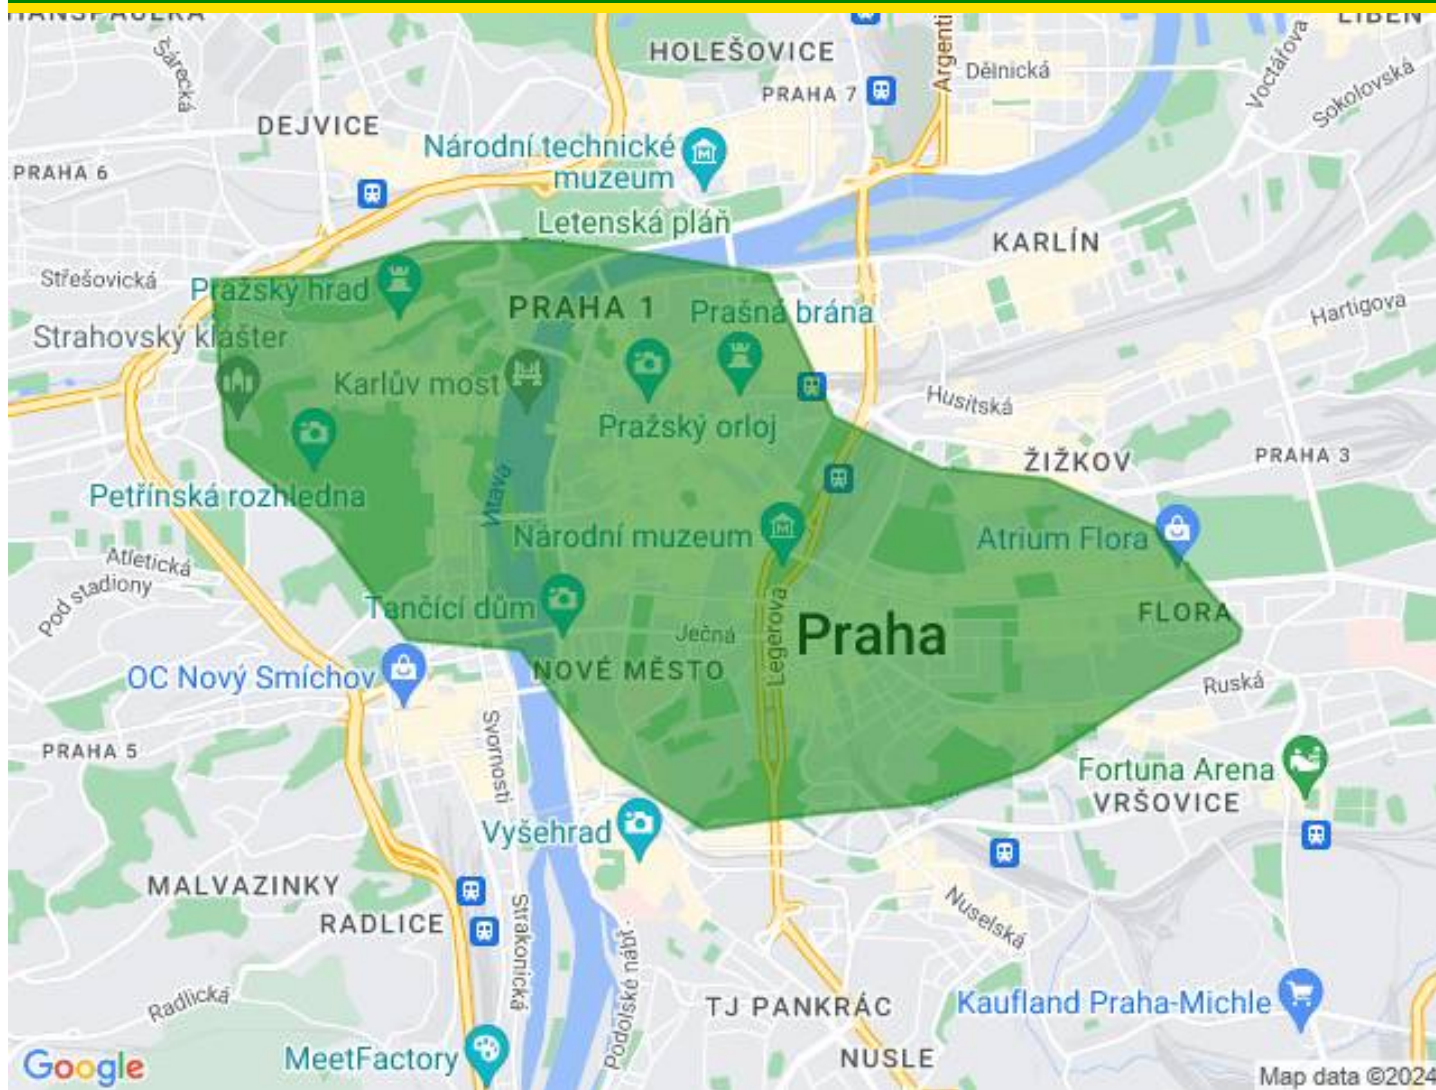 HANSPAULKA
LIBEŇ
HOLEŠOVICE
Argenti
Dělnická
Voctářova
Sokolovská
Šárecká
PRAHA 7
DEJVICE
Národní technické
muzeum
PRAHA 6
Letenská pláň
KARLÍN
Střešovická
Pražský hrad
PRAHA 1
Prašná brána
Hartigova
Strahovský klášter
Karlův most
Husitská
Pražský orloj
ŽIŽKOV
PRAHA 3
Petřínská rozhledna
Vltava
Národní muzeum
Atrium Flora
Atletická
Pod stadiony
Tančící dům
Ječná
Legerova
Praha
FLORA
OC Nový Smíchov
NOVÉ MĚSTO
Ruská
PRAHA 5
Svornosti
Fortuna Arena
VRŠOVICE
Vyšehrad
MALVAZINKY
RADLICE
Strakonická
Nuselská
Podolské nábř.
Radlická
TJ PANKRÁC
Kaufland Praha-Michle
MeetFactory
NUSLE
Google
Map data ©2024